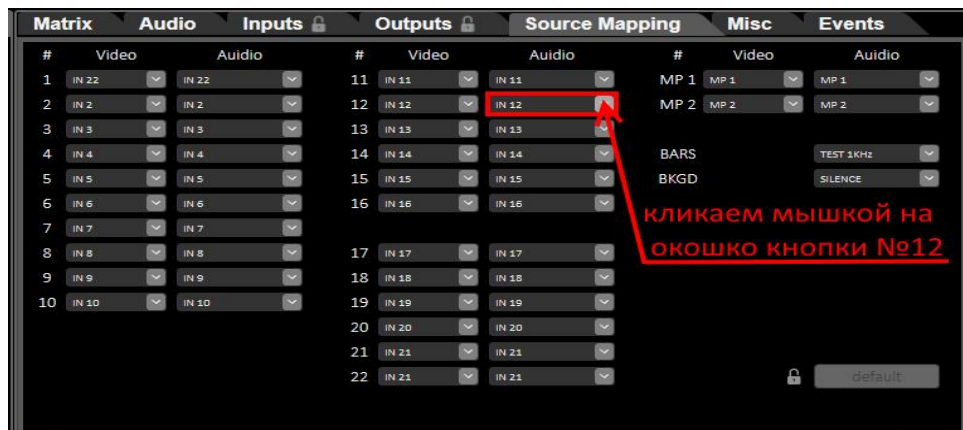 Matrix Audio Inputs Outputs Source Mapping Misc Events
# Video Auidio # Video Auidio # Video Auidio
1 IN 22 IN 22 11 IN 11 IN 11 MP 1 MP 1 MP 1
2 IN 2 IN 2 12 IN 12 IN 12 MP 2 MP 2 MP 2
3 IN 3 IN 3 13 IN 13 IN 13
4 IN 4 IN 4 14 IN 14 IN 14 BARS TEST 1KHz
5 IN 5 IN 5 15 IN 15 IN 15 BKGD SILENCE
6 IN 6 IN 6 16 IN 16 IN 16
7 IN 7 IN 7
кликаем мышкой на
8 IN 8 IN 8 17 IN 17 IN 17
окошко кнопки №12
9 IN 9 IN 9 18 IN 18 IN 18
10 IN 10 IN 10 19 IN 19 IN 19
20 IN 20 IN 20
21 IN 21 IN 21
22 IN 21 IN 21 default